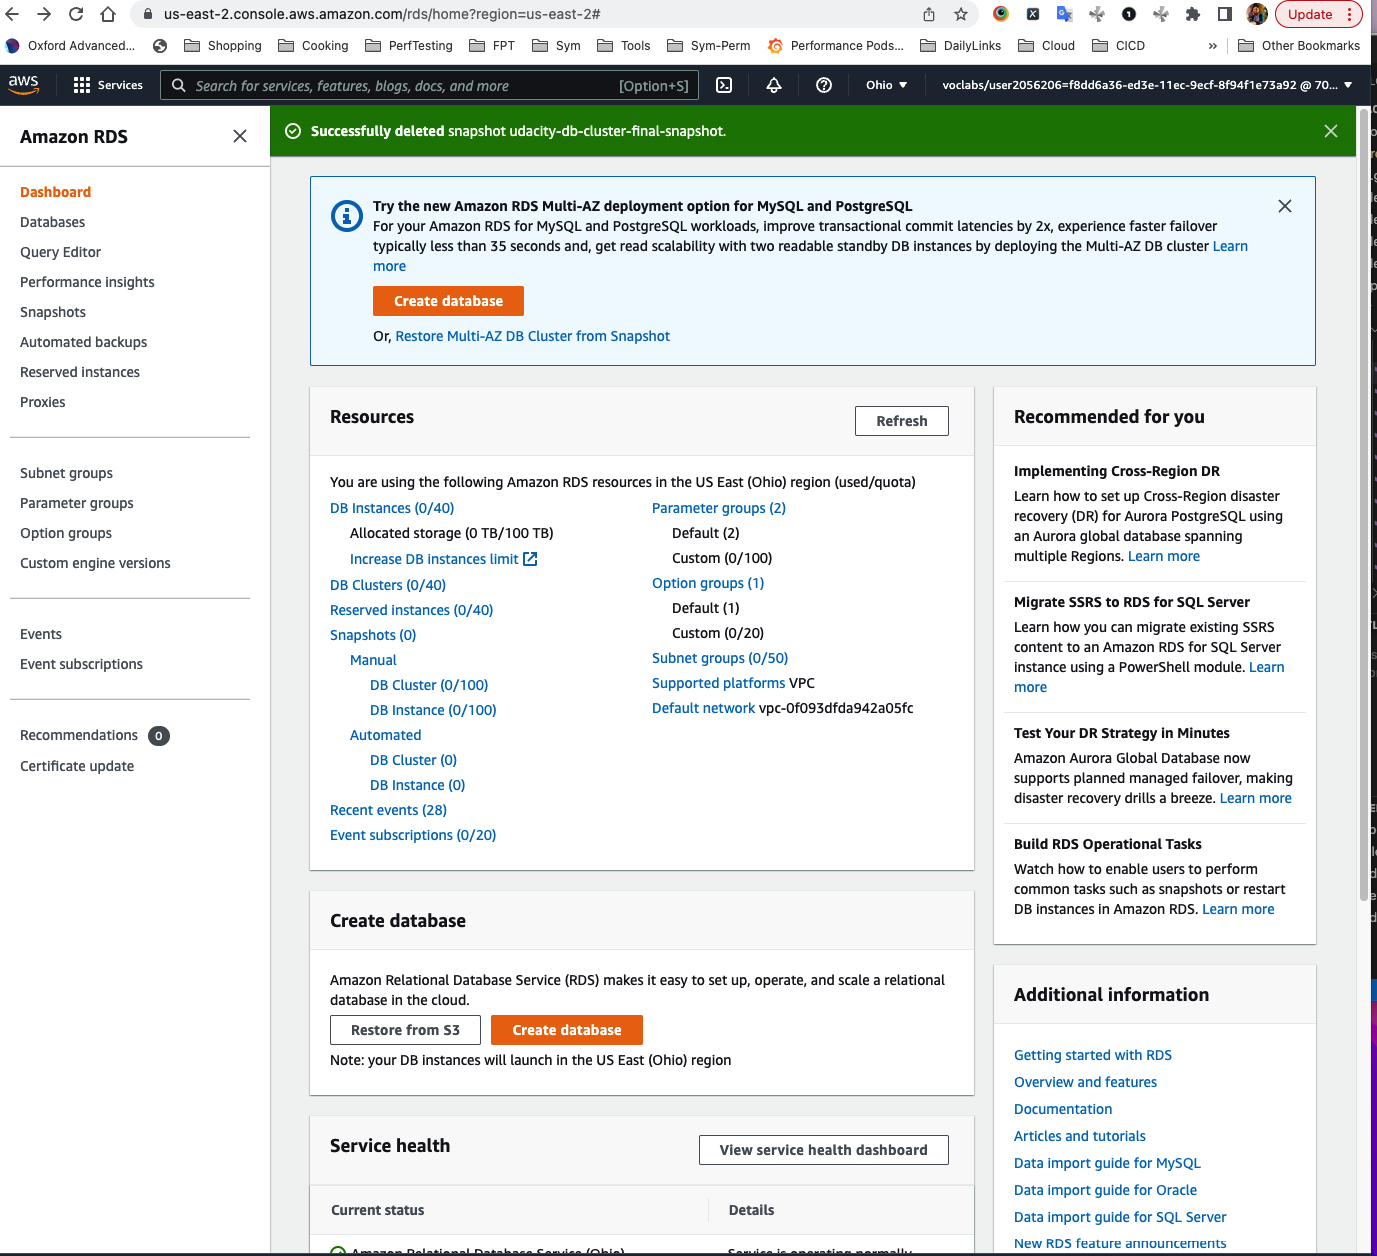 us-east-2.console.aws.amazon.com/rds/home?region=us-east-2#
Update
Oxford Advanced...
Shopping
Cooking
PerfTesting
FPT
Sym
Tools
Sym-Perm
Performance Pods...
DailyLinks
Cloud
CICD
»
Other Bookmarks
aws
Services
Search for services, features, blogs, docs, and more
[Option+S]
Ohio
voclabs/user2056206=f8dd6a36-ed3e-11ec-9ecf-8f94f1e73a92 @ 70...
Amazon RDS
Dashboard
Databases
Query Editor
Performance insights
Snapshots
Automated backups
Reserved instances
Proxies
Subnet groups
Parameter groups
Option groups
Custom engine versions
Events
Event subscriptions
Recommendations 0
Certificate update
Successfully deleted snapshot udacity-db-cluster-final-snapshot.
Try the new Amazon RDS Multi-AZ deployment option for MySQL and PostgreSQL
For your Amazon RDS for MySQL and PostgreSQL workloads, improve transactional commit latencies by 2x, experience faster failover
typically less than 35 seconds and, get read scalability with two readable standby DB instances by deploying the Multi-AZ DB cluster Learn
more
Create database
Or, Restore Multi-AZ DB Cluster from Snapshot
Resources
Refresh
You are using the following Amazon RDS resources in the US East (Ohio) region (used/quota)
DB Instances (0/40)
Allocated storage (0 TB/100 TB)
Increase DB instances limit
DB Clusters (0/40)
Reserved instances (0/40)
Snapshots (0)
Manual
DB Cluster (0/100)
DB Instance (0/100)
Automated
DB Cluster (0)
DB Instance (0)
Recent events (28)
Event subscriptions (0/20)
Parameter groups (2)
Default (2)
Custom (0/100)
Option groups (1)
Default (1)
Custom (0/20)
Subnet groups (0/50)
Supported platforms VPC
Default network vpc-0f093dfda942a05fc
Create database
Amazon Relational Database Service (RDS) makes it easy to set up, operate, and scale a relational
database in the cloud.
Restore from S3
Create database
Note: your DB instances will launch in the US East (Ohio) region
Service health
View service health dashboard
Current status
Details
Amazon Relational Database Service (Ohio)
Service is operating normally
Recommended for you
Implementing Cross-Region DR
Learn how to set up Cross-Region disaster
recovery (DR) for Aurora PostgreSQL using
an Aurora global database spanning
multiple Regions. Learn more
Migrate SSRS to RDS for SQL Server
Learn how you can migrate existing SSRS
content to an Amazon RDS for SQL Server
instance using a PowerShell module. Learn
more
Test Your DR Strategy in Minutes
Amazon Aurora Global Database now
supports planned managed failover, making
disaster recovery drills a breeze. Learn more
Build RDS Operational Tasks
Watch how to enable users to perform
common tasks such as snapshots or restart
DB instances in Amazon RDS. Learn more
Additional information
Getting started with RDS
Overview and features
Documentation
Articles and tutorials
Data import guide for MySQL
Data import guide for Oracle
Data import guide for SQL Server
New RDS feature announcements